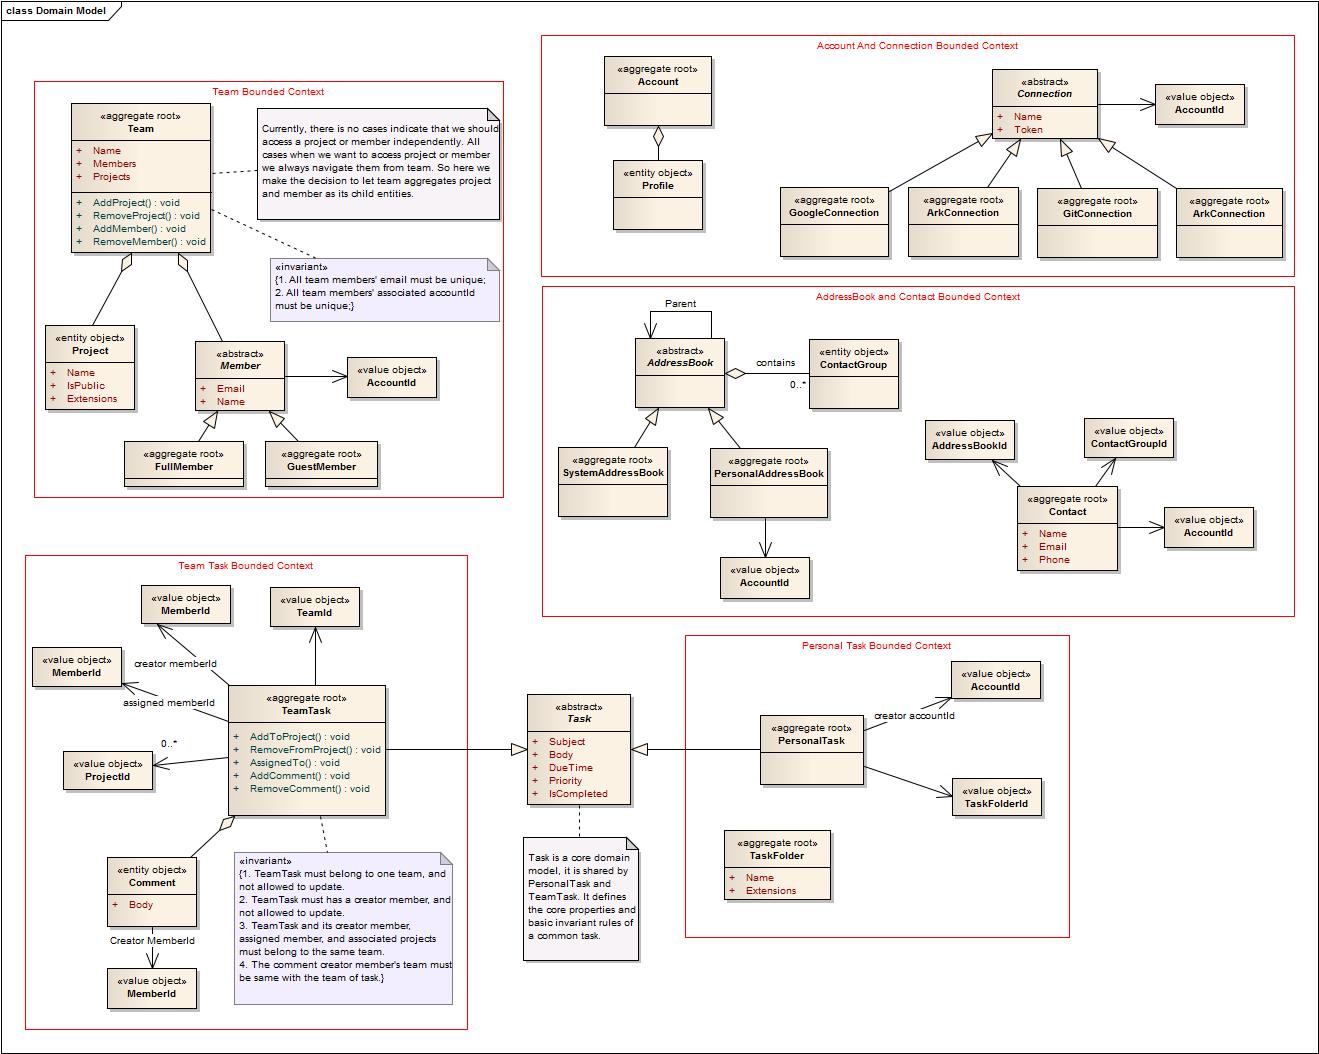 class Domain Model
Team Bounded Context
«aggregate root»
Team
+ Name
+ Members
+ Projects
+ AddProject() : void
+ RemoveProject() : void
+ AddMember() : void
+ RemoveMember() : void
Currently, there is no cases indicate that we should
access a project or member independently. All
cases when we want to access project or member
we always navigate them from team. So here we
make the decision to let team aggregates project
and member as its child entities.
«invariant»
{1. All team members' email must be unique;
2. All team members' associated accountId
must be unique;}
«entity object»
Project
+ Name
+ IsPublic
+ Extensions
«abstract»
Member
+ Email
+ Name
«value object»
AccountId
«aggregate root»
FullMember
«aggregate root»
GuestMember
Account And Connection Bounded Context
«aggregate root»
Account
«entity object»
Profile
«abstract»
Connection
+ Name
+ Token
«value object»
AccountId
«aggregate root»
GoogleConnection
«aggregate root»
ArkConnection
«aggregate root»
GitConnection
«aggregate root»
ArkConnection
AddressBook and Contact Bounded Context
Parent
«abstract»
AddressBook
contains
0..*
«entity object»
ContactGroup
«aggregate root»
SystemAddressBook
«aggregate root»
PersonalAddressBook
«value object»
AccountId
«value object»
AddressBookId
«value object»
ContactGroupId
«aggregate root»
Contact
+ Name
+ Email
+ Phone
«value object»
AccountId
Team Task Bounded Context
«value object»
MemberId
«value object»
TeamId
«value object»
MemberId
creator memberId
assigned memberId
«aggregate root»
TeamTask
+ AddToProject() : void
+ RemoveFromProject() : void
+ AssignedTo() : void
+ AddComment() : void
+ RemoveComment() : void
0..*
«value object»
ProjectId
«entity object»
Comment
+ Body
Creator MemberId
«value object»
MemberId
«invariant»
{1. TeamTask must belong to one team, and
not allowed to update.
2. TeamTask must has a creator member, and
not allowed to update.
3. TeamTask and its creator member,
assigned member, and associated projects
must belong to the same team.
4. The comment creator member's team must
be same with the team of task.}
«abstract»
Task
+ Subject
+ Body
+ DueTime
+ Priority
+ IsCompleted
Task is a core domain
model, it is shared by
PersonalTask and
TeamTask. It defines
the core properties and
basic invariant rules of
a common task.
Personal Task Bounded Context
«aggregate root»
PersonalTask
creator accountId
«value object»
AccountId
«value object»
TaskFolderId
«aggregate root»
TaskFolder
+ Name
+ Extensions